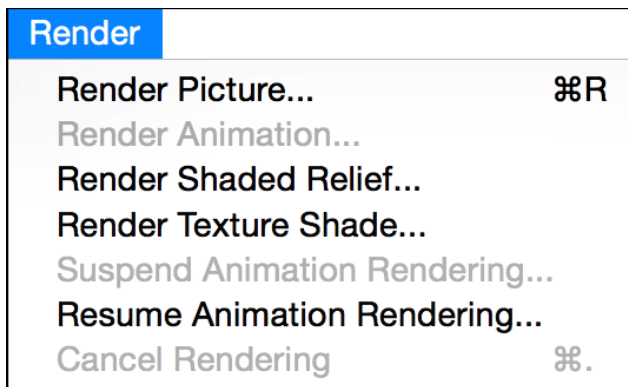 Render
Render Picture... ⌘R
Render Animation...
Render Shaded Relief...
Render Texture Shade...
Suspend Animation Rendering...
Resume Animation Rendering...
Cancel Rendering ⌘.